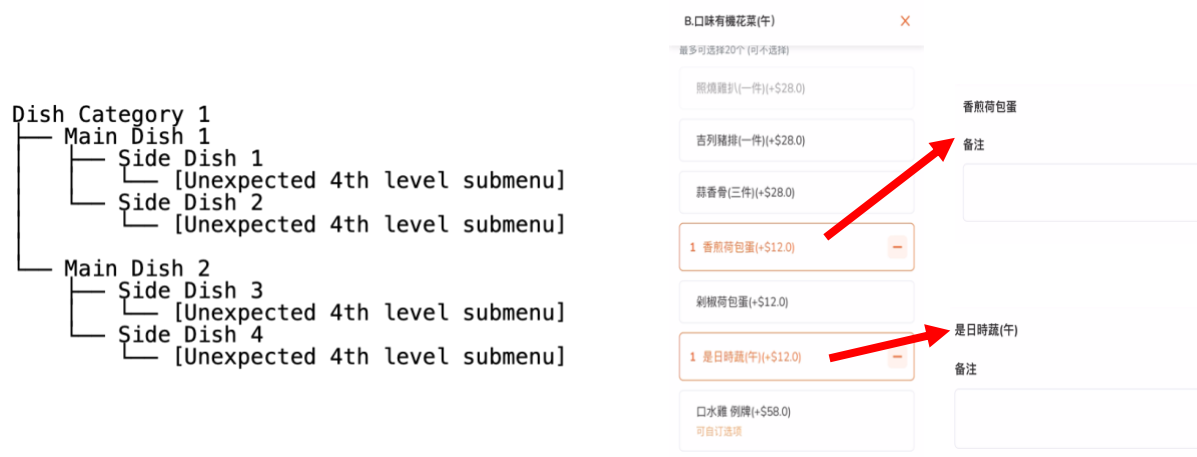 Dish Category 1
Main Dish 1
Side Dish 1
[Unexpected 4th level submenu]
Side Dish 2
[Unexpected 4th level submenu]
Main Dish 2
Side Dish 3
[Unexpected 4th level submenu]
Side Dish 4
[Unexpected 4th level submenu]
B.口味有機花菜(午)
最多可选择20个 (可不选择)
照燒雞扒(一件)(+$28.0)
吉列豬排(一件)(+$28.0)
蒜香骨(三件)(+$28.0)
1 香煎荷包蛋(+$12.0)
剁椒荷包蛋(+$12.0)
1 是日時蔬(午)(+$12.0)
口水雞 例牌(+$58.0)
可自订选项
香煎荷包蛋
备注
是日時蔬(午)
备注